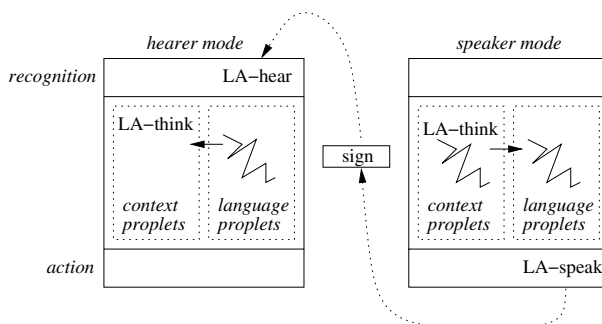 hearer mode
speaker mode
recognition
LA−hear
LA−think
LA−think
sign
context
proplets
language
proplets
context
proplets
language
proplets
action
LA−speak